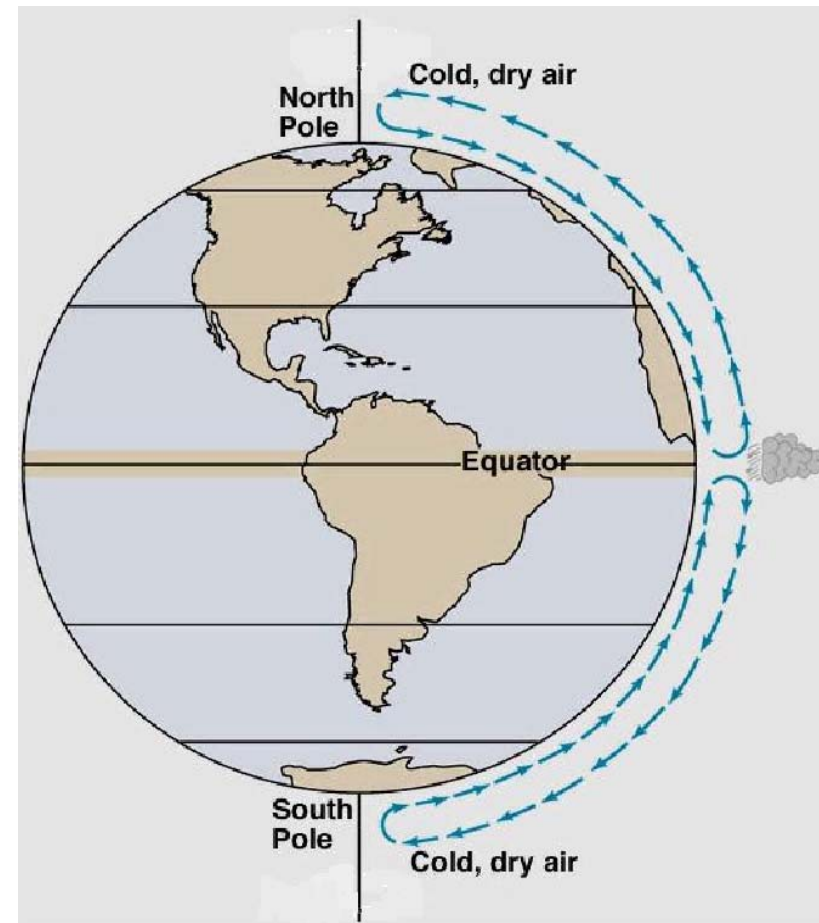 Cold, dry air
North
Pole
Equator
South
Pole
Cold, dry air